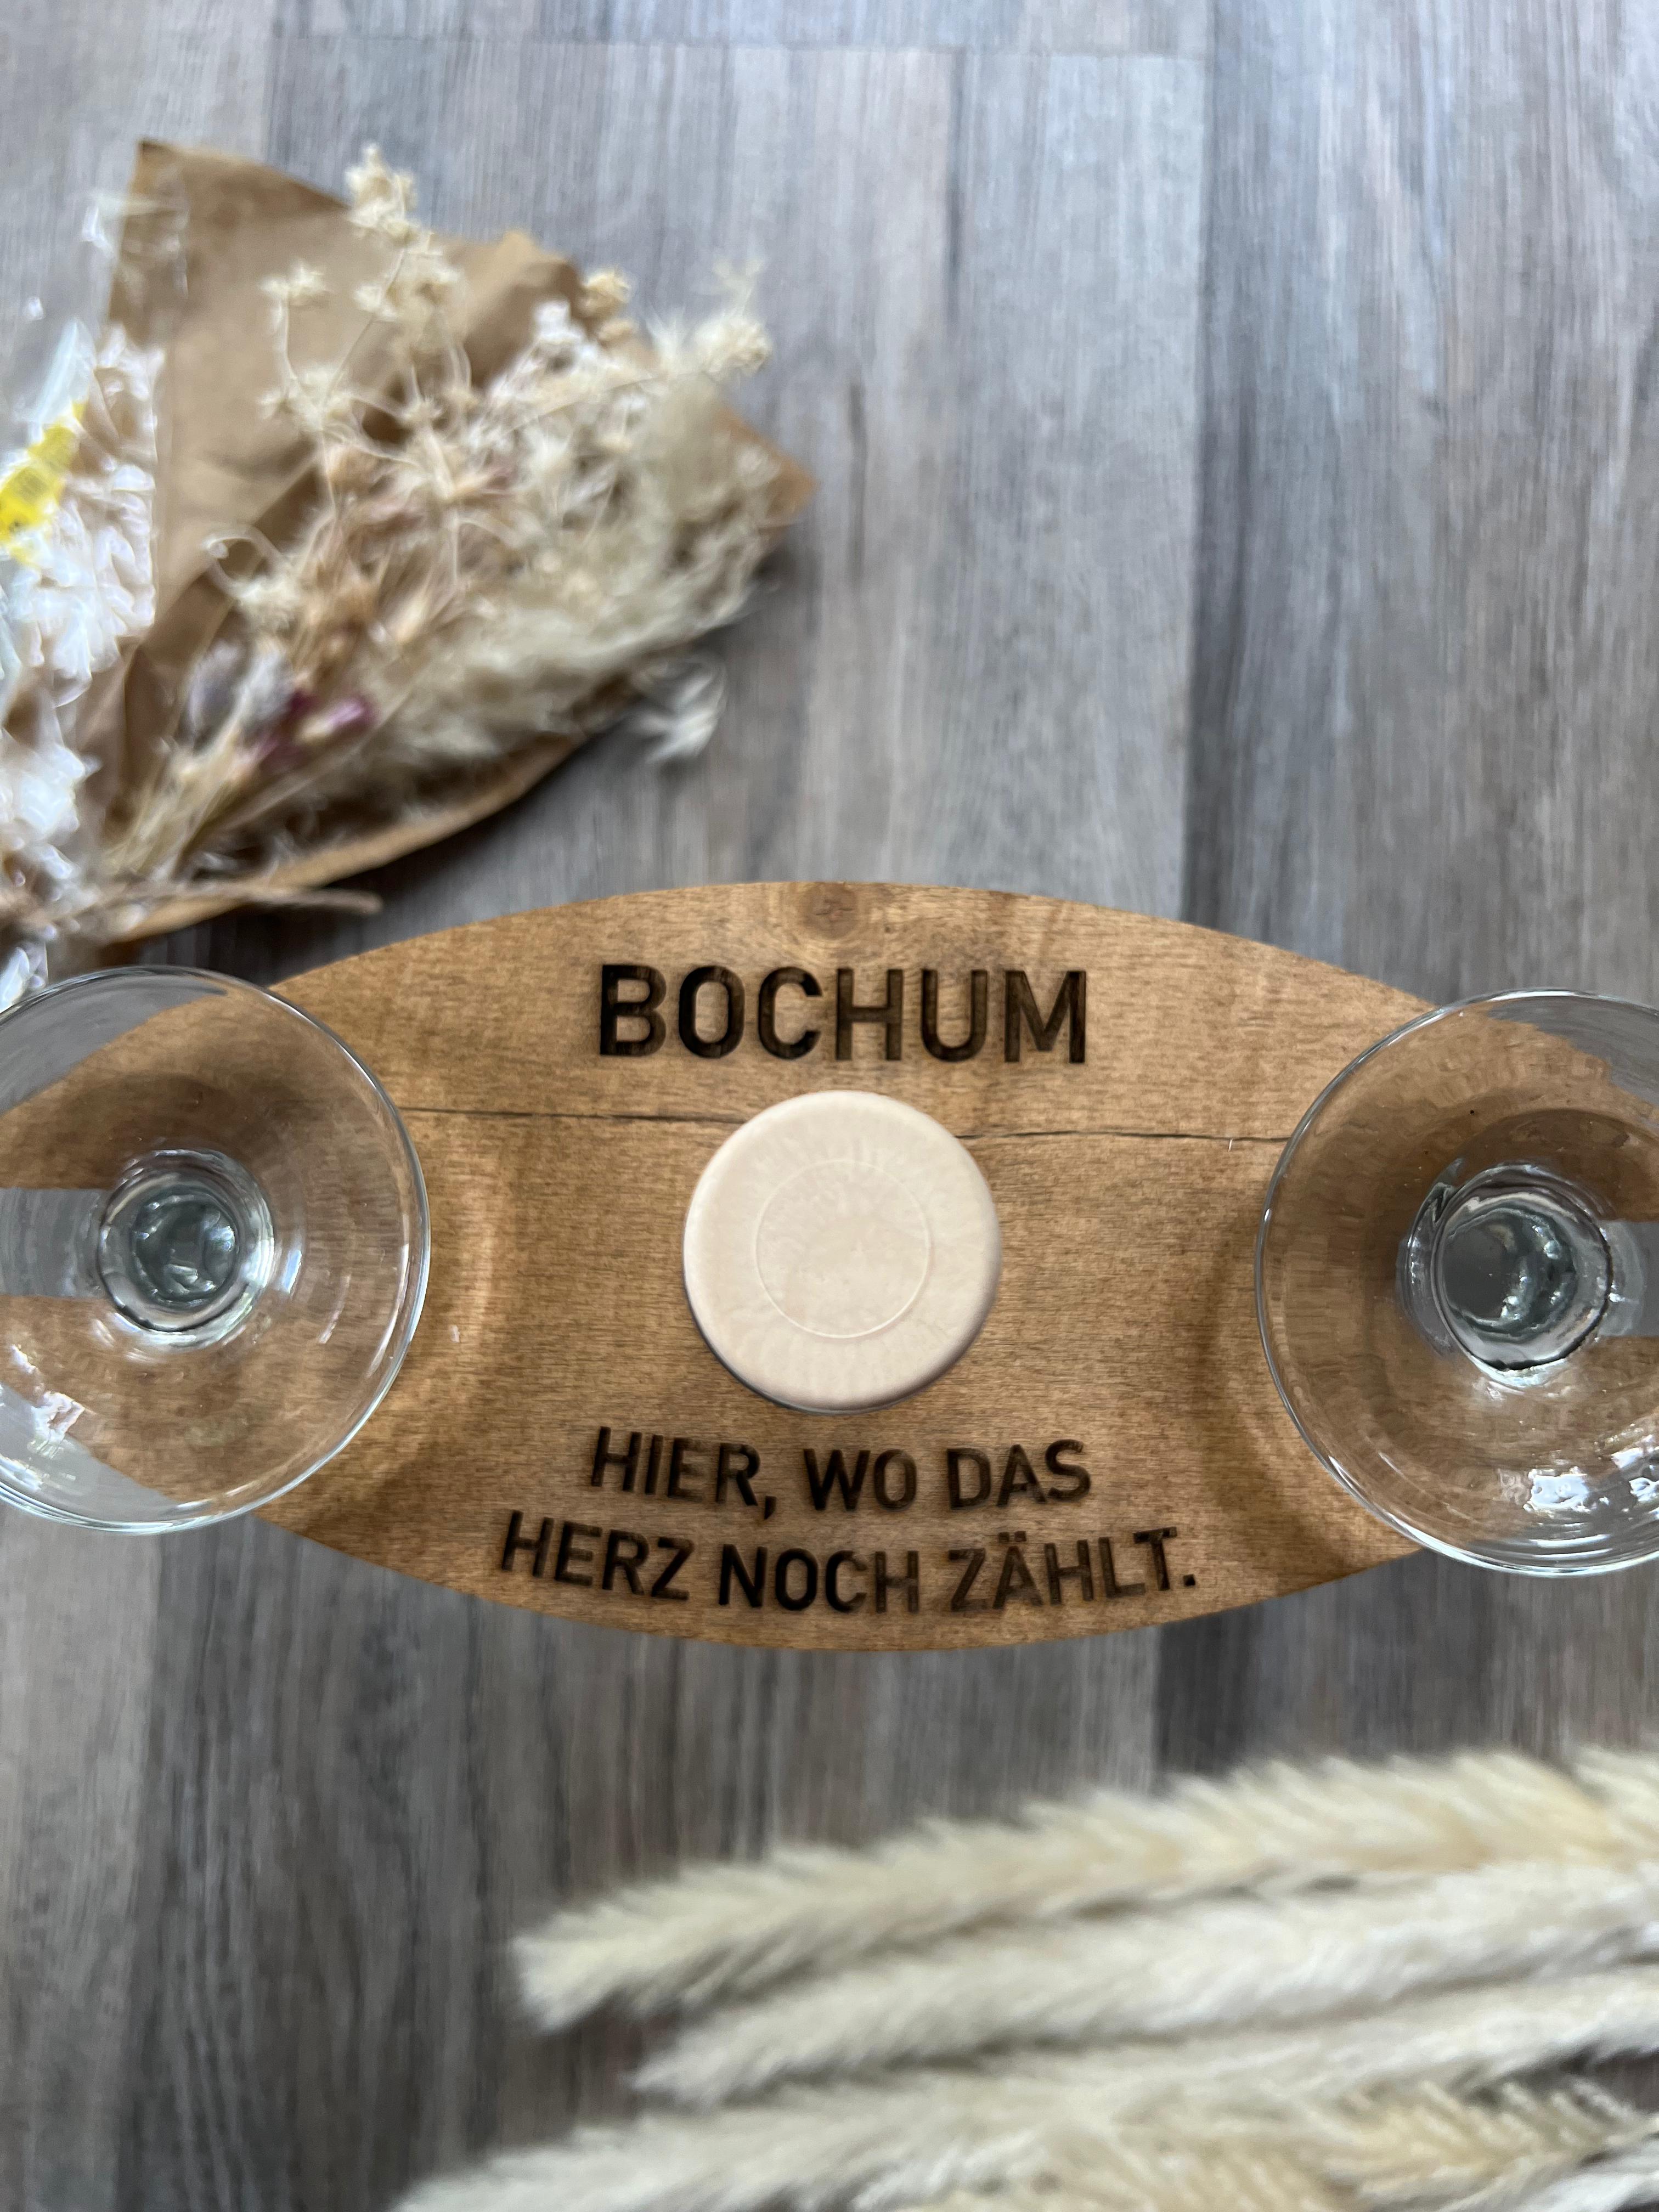 BOCHUM
HIER, WO DAS
HERZ NOCH ZÄHLT.